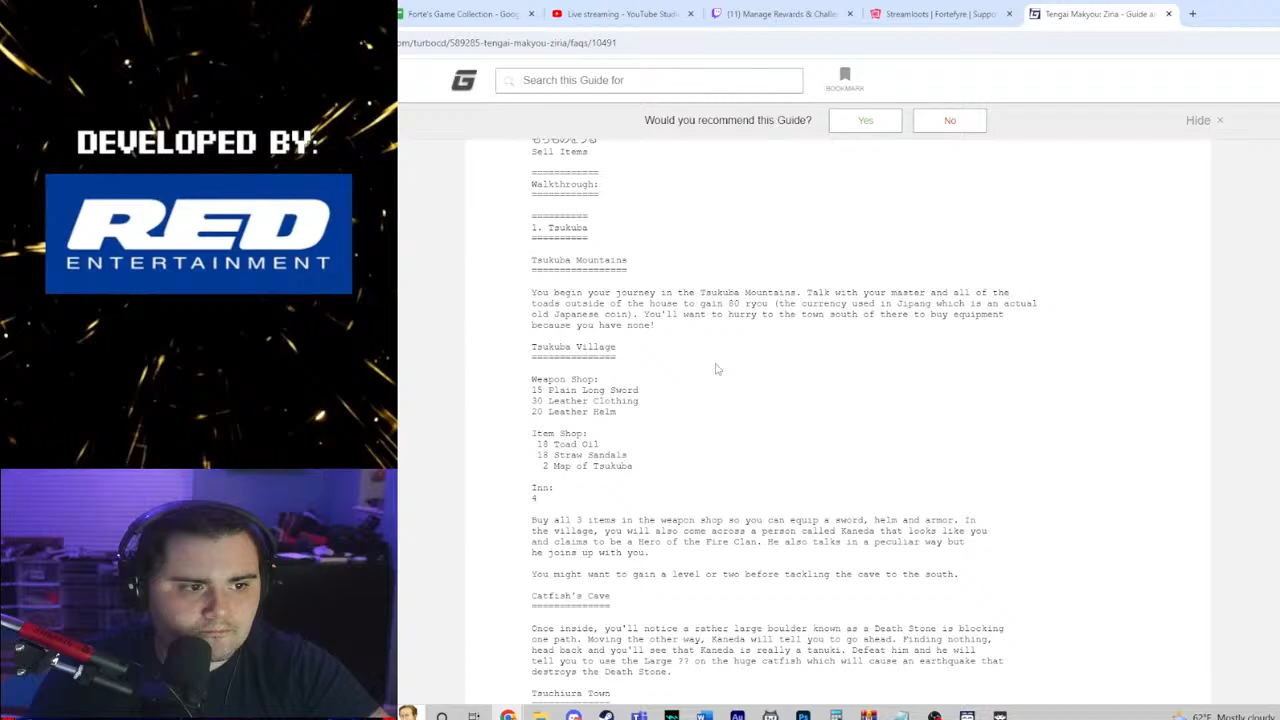 Forte's Game Collection - Goog
Live streaming - YouTube Studi
(11) Manage Rewards & Chal
Streamloots | Fortefyre | Suppo
Tengai Makyou: Ziria - Guide an
om/turbocd/589285-tengai-makyou-ziria/faqs/10491
Search this Guide for
BOOKMARK
Would you recommend this Guide?
Yes
No
Hide
DEVELOPED BY:
RED
ENTERTAINMENT
Sell Items
============
Walkthrough:
============
==========
1. Tsukuba
==========
Tsukuba Mountains
=================
You begin your journey in the Tsukuba Mountains. Talk with your master and all of the
toads outside of the house to gain 80 ryou (the currency used in Jipang which is an actual
old Japanese coin). You'll want to hurry to the town south of there to buy equipment
because you have none!
Tsukuba Village
===============
Weapon Shop:
15 Plain Long Sword
30 Leather Clothing
20 Leather Helm
Item Shop:
18 Toad Oil
18 Straw Sandals
2 Map of Tsukuba
Inn:
4
Buy all 3 items in the weapon shop so you can equip a sword, helm and armor. In
the village, you will also come across a person called Kaneda that looks like you
and claims to be a Hero of the Fire Clan. He also talks in a peculiar way but
he joins up with you.
You might want to gain a level or two before tackling the cave to the south.
Catfish's Cave
==============
Once inside, you'll notice a rather large boulder known as a Death Stone is blocking
one path. Moving the other way, Kaneda will tell you to go ahead. Finding nothing,
head back and you'll see that Kaneda is really a tanuki. Defeat him and he will
tell you to use the Large ?? on the huge catfish which will cause an earthquake that
destroys the Death Stone.
Tsuchiura Town